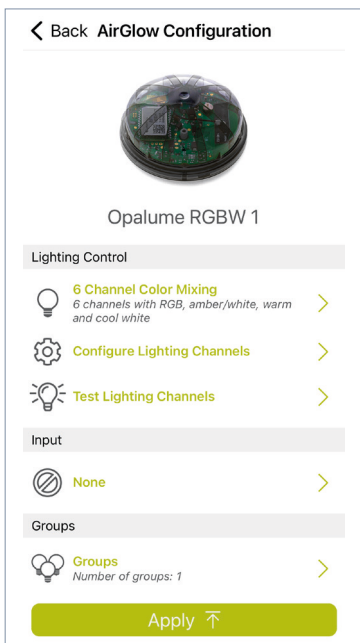 Back AirGlow Configuration
Opalume RGBW 1
Lighting Control
6 Channel Color Mixing
6 channels with RGB, amber/white, warm
and cool white
Configure Lighting Channels
Test Lighting Channels
Input
None
Groups
Groups
Number of groups: 1
Apply